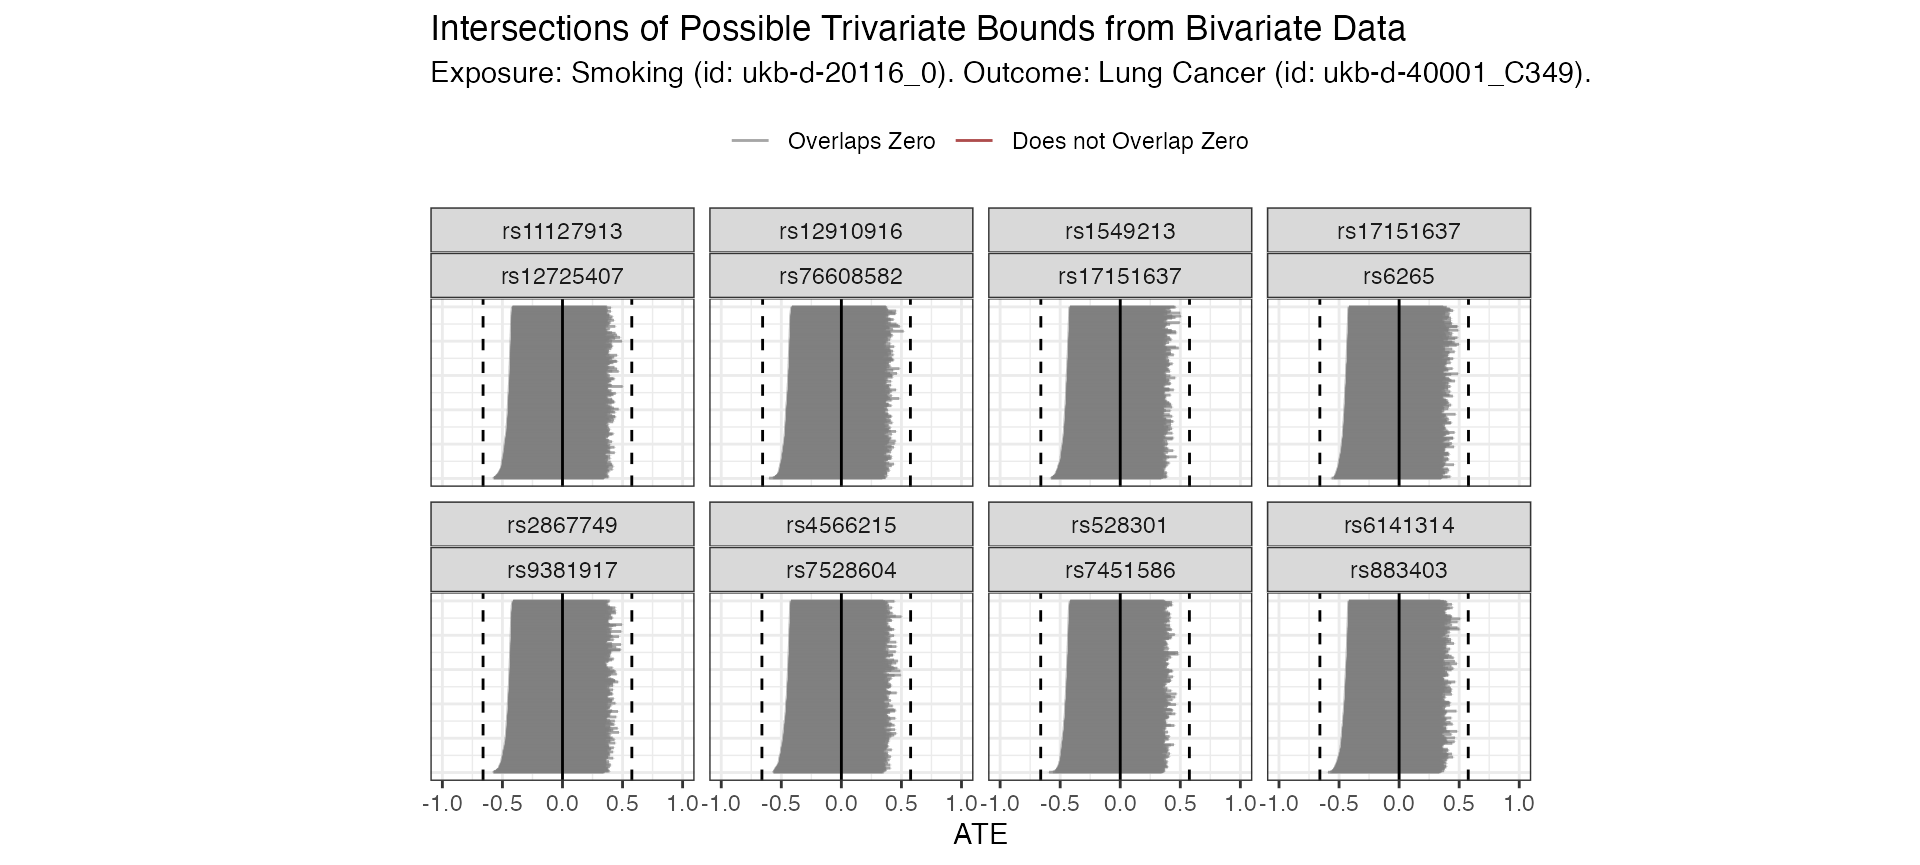 Intersections of Possible Trivariate Bounds from Bivariate Data
Exposure: Smoking (id: ukb-d-20116_0). Outcome: Lung Cancer (id: ukb-d-40001_C349).
Overlaps Zero Does not Overlap Zero
rs11127913 rs12910916 rs1549213 rs17151637
rs12725407 rs76608582 rs17151637 rs6265
rs2867749 rs4566215 rs528301 rs6141314
rs9381917 rs7528604 rs7451586 rs883403
-1.0 -0.5 0.0 0.5 1.0 -1.0 -0.5 0.0 0.5 1.0 -1.0 -0.5 0.0 0.5 1.0 -1.0 -0.5 0.0 0.5 1.0
ATE